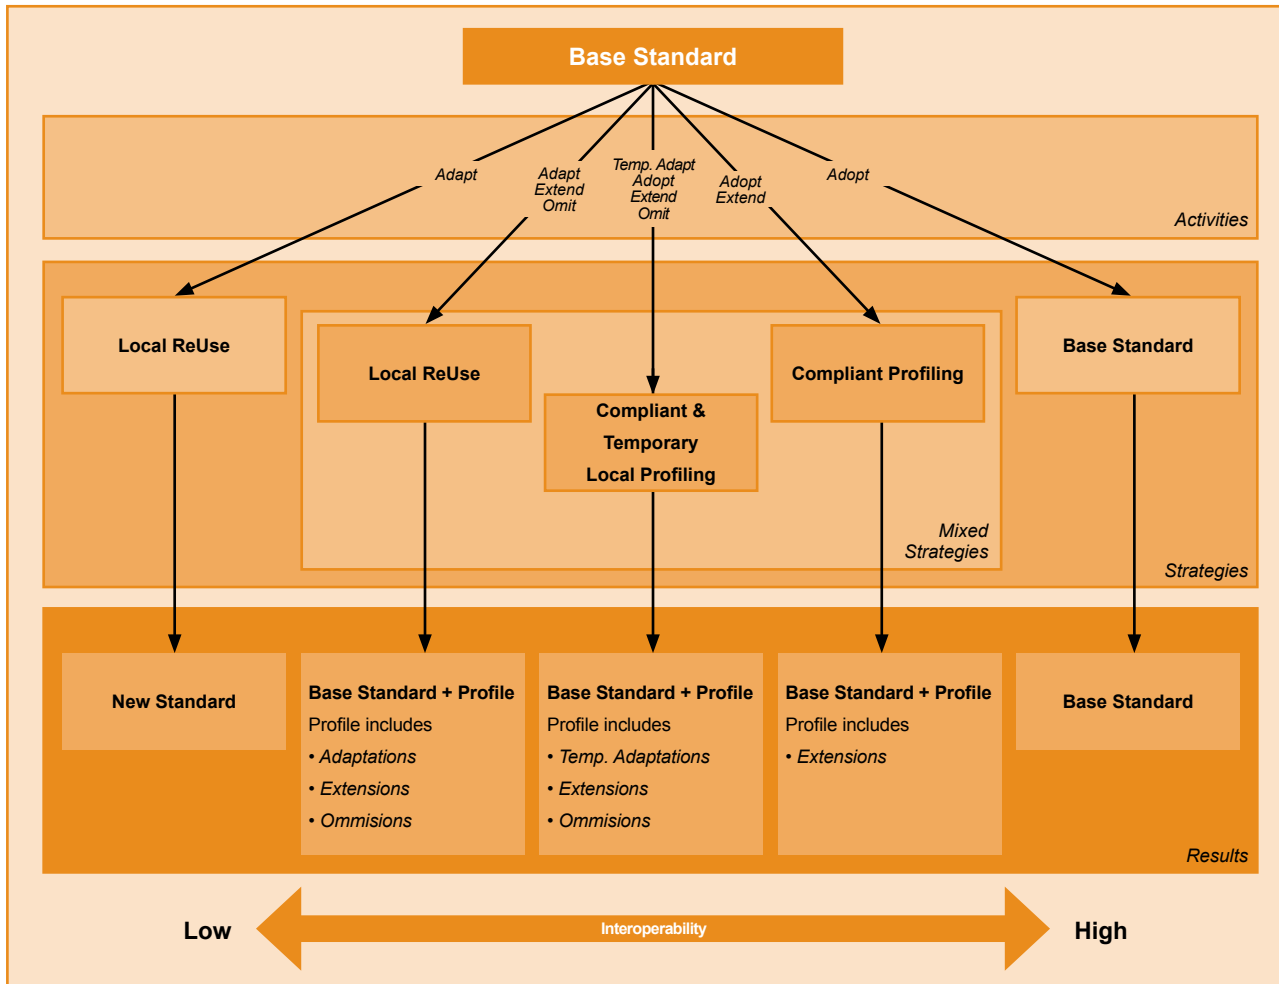 Base Standard
Adapt
Adapt
Extend
Omit
Temp. Adapt
Adopt
Extend
Omit
Adopt
Extend
Adopt
Activities
Local ReUse
Local ReUse
Compliant &
Temporary
Local Profiling
Compliant Profiling
Base Standard
Mixed
Strategies
Strategies
New Standard
Base Standard + Profile
Profile includes
• Adaptations
• Extensions
• Ommisions
Base Standard + Profile
Profile includes
• Temp. Adaptations
• Extensions
• Ommisions
Base Standard + Profile
Profile includes
• Extensions
Base Standard
Results
Low
Interoperability
High